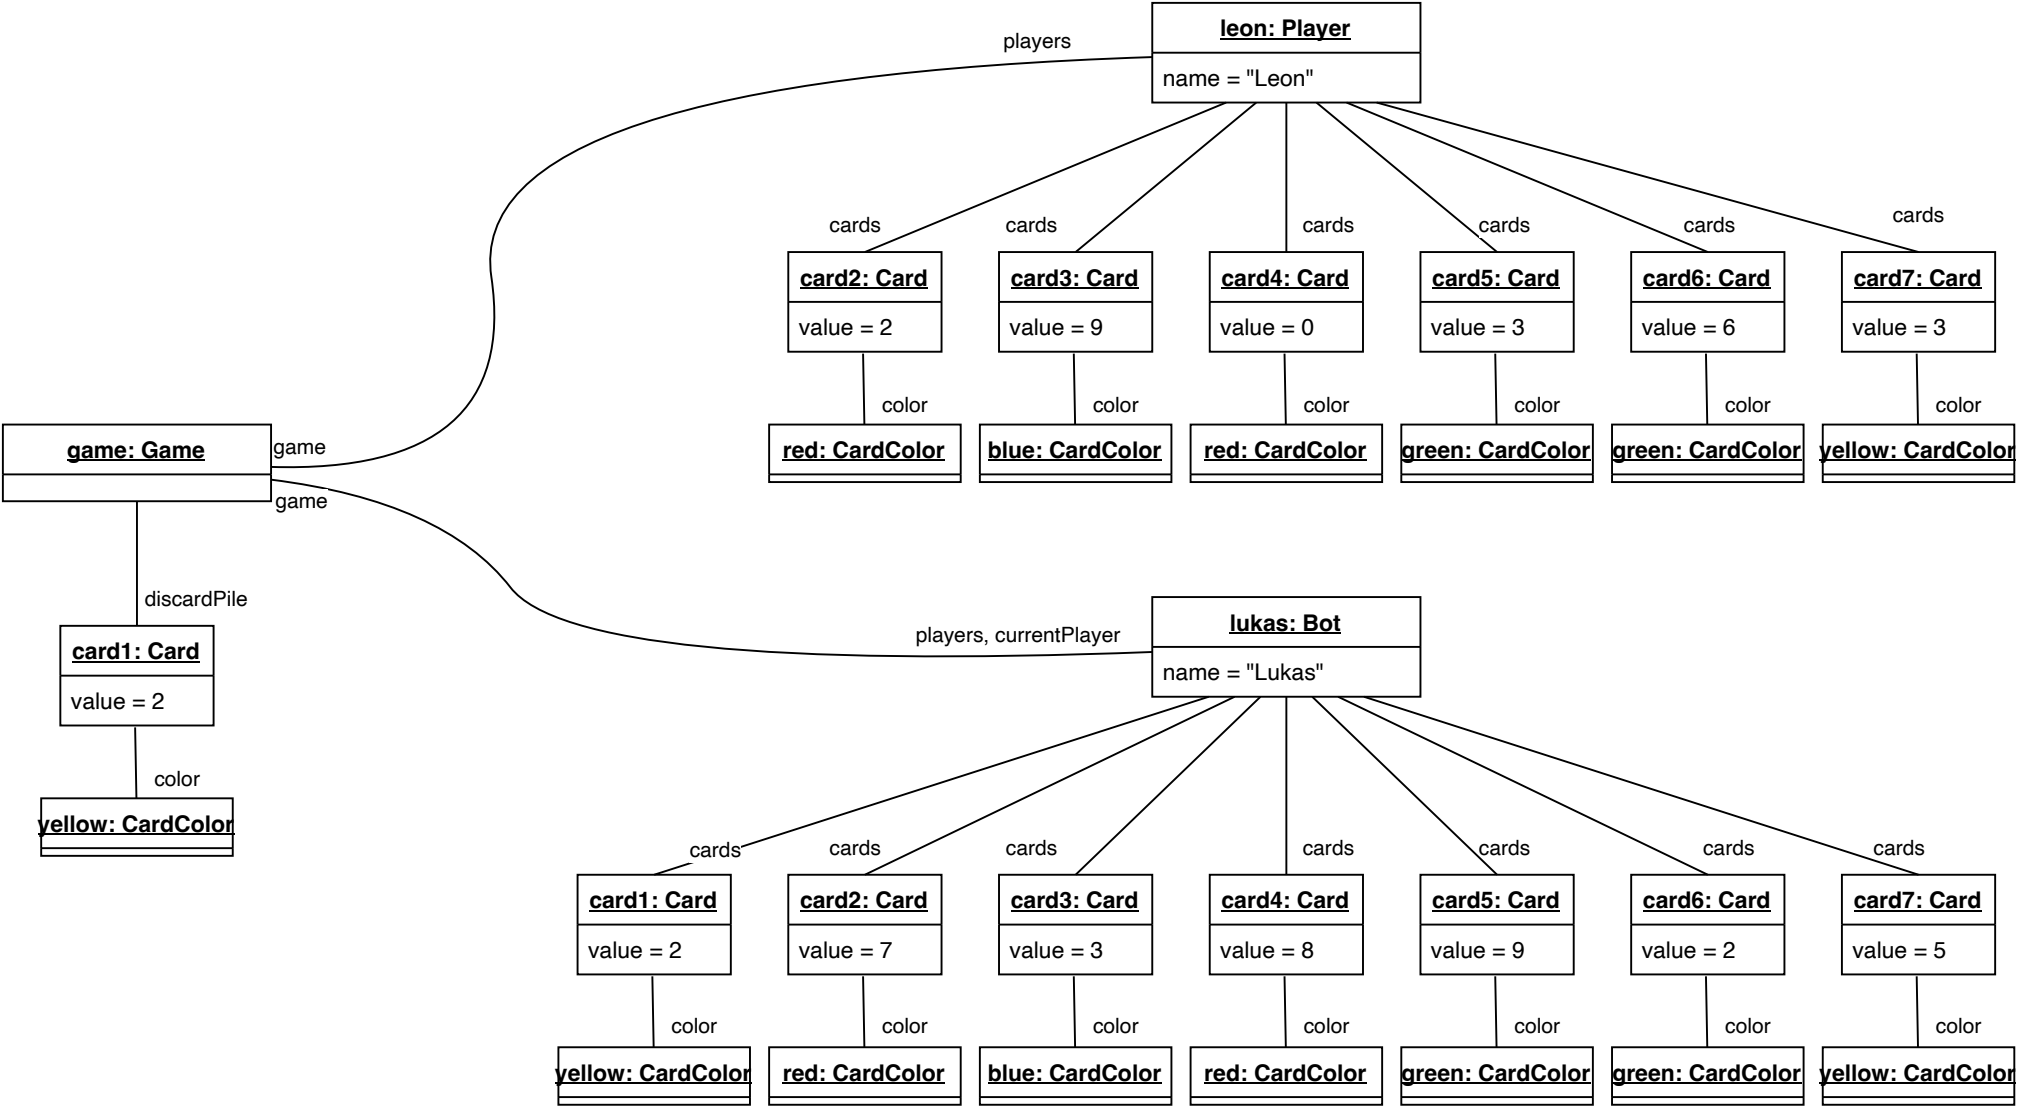 leon: Player
players
name = "Leon"
cards
cards
cards
cards
cards
cards
card2: Card
card3: Card
card4: Card
card5: Card
card6: Card
card7: Card
value = 2
value = 9
value = 0
value = 3
value = 6
value = 3
color
color
color
color
color
color
red: CardColor
blue: CardColor
red: CardColor
green: CardColor
green: CardColor
yellow: CardColor
game: Game
game
game
discardPile
card1: Card
value = 2
color
yellow: CardColor
lukas: Bot
players, currentPlayer
name = "Lukas"
cards
cards
cards
cards
cards
cards
cards
card1: Card
card2: Card
card3: Card
card4: Card
card5: Card
card6: Card
card7: Card
value = 2
value = 7
value = 3
value = 8
value = 9
value = 2
value = 5
color
color
color
color
color
color
color
yellow: CardColor
red: CardColor
blue: CardColor
red: CardColor
green: CardColor
green: CardColor
yellow: CardColor